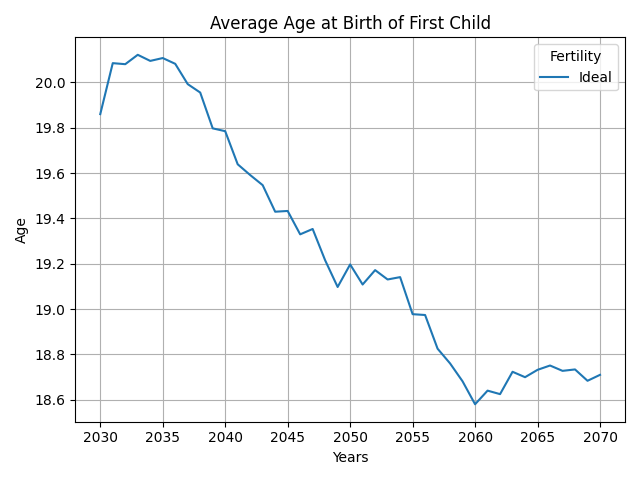 Average Age at Birth of First Child
Fertility
Ideal
Age
20.0
19.8
19.6
19.4
19.2
19.0
18.8
18.6
2030 2035 2040 2045 2050 2055 2060 2065 2070
Years